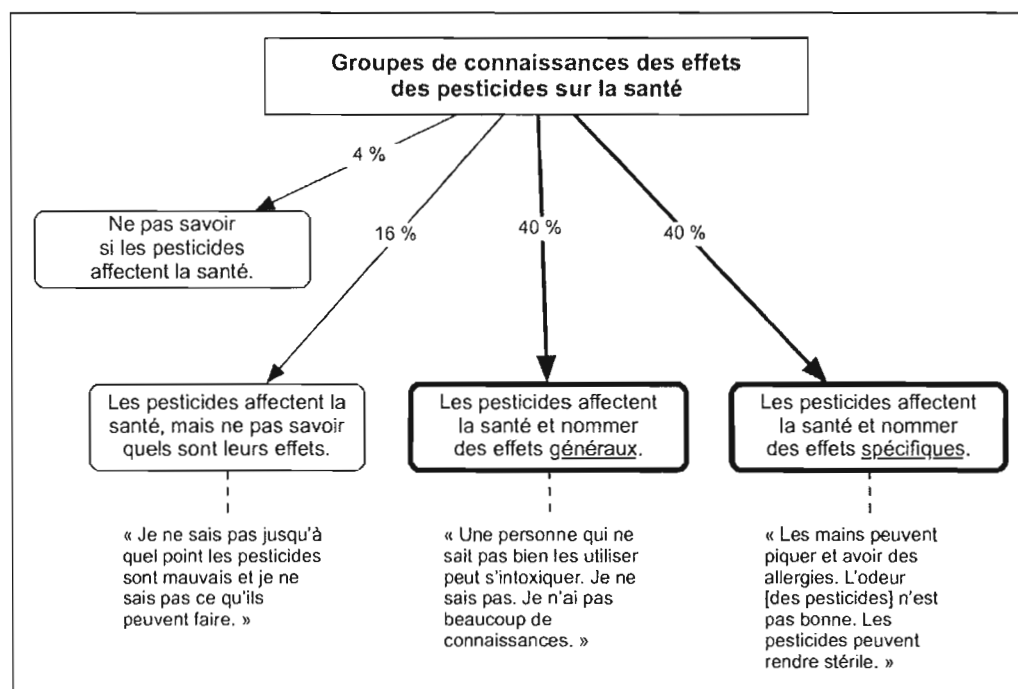 Groupes de connaissances des effets
des pesticides sur la santé
4 %
16 %
40 %
40 %
Ne pas savoir
si les pesticides
affectent la santé.
Les pesticides affectent la
santé, mais ne pas savoir
quels sont leurs effets.
Les pesticides affectent
la santé et nommer
des effets généraux.
Les pesticides affectent
la santé et nommer
des effets spécifiques.
« Je ne sais pas jusqu'à
quel point les pesticides
sont mauvais et je ne
sais pas ce qu'ils
peuvent faire. »
« Une personne qui ne
sait pas bien les utiliser
peut s'intoxiquer. Je ne
sais pas. Je n'ai pas
beaucoup de
connaissances. »
« Les mains peuvent
piquer et avoir des
allergies. L'odeur
[des pesticides] n'est
pas bonne. Les
pesticides peuvent
rendre stérile. »